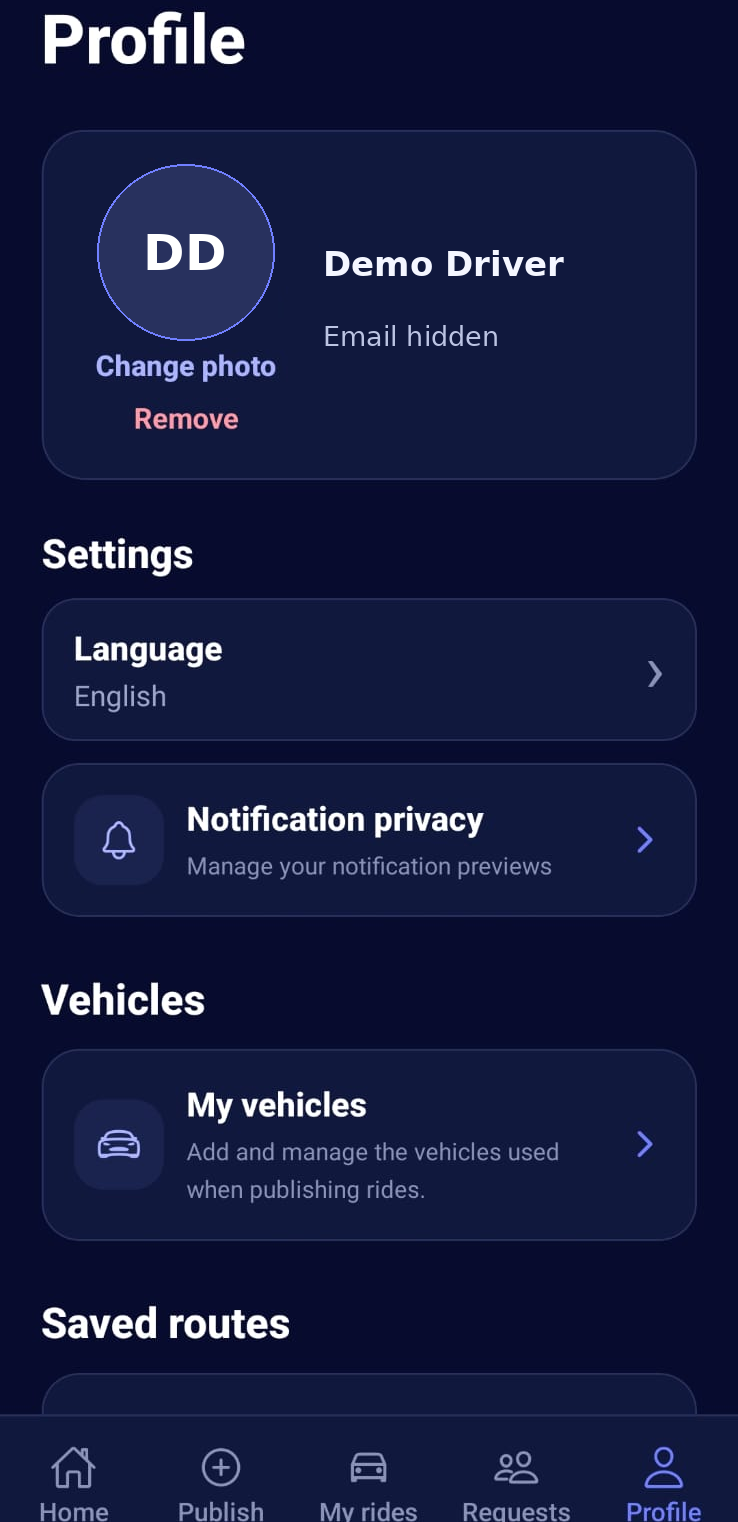 Profile
DD
Demo Driver
Email hidden
Change photo
Remove
Settings
Language
English
Notification privacy
Manage your notification previews
Vehicles
My vehicles
Add and manage the vehicles used
when publishing rides.
Saved routes
Home
Publish
My rides
Requests
Profile